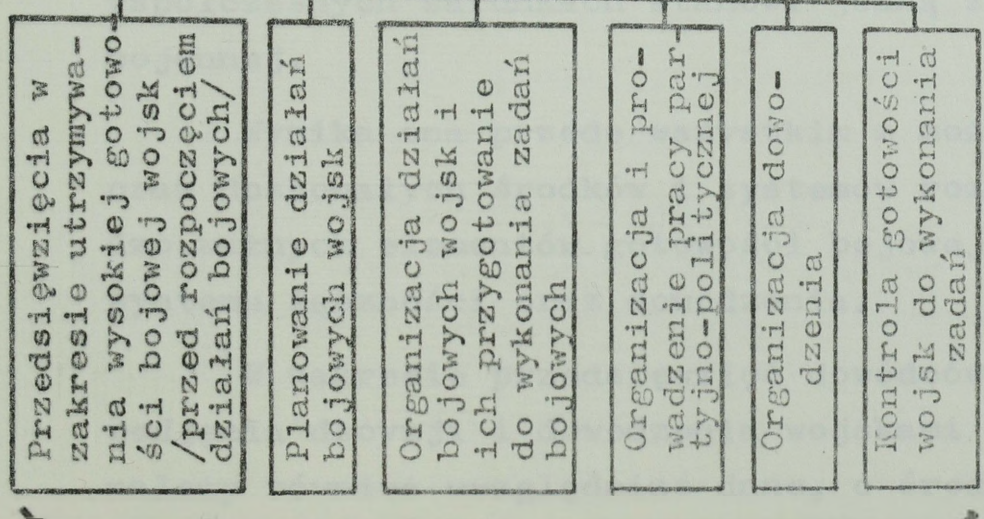 Przedsięwzięcia w
zakresie utrzymywa-
nia wysokiej gotowo-
ści bojowej wojsk
/przed rozpoczęciem
działań bojowych/
Planowanie działań
bojowych wojsk
Organizacja działań
bojowych wojsk i
ich przygotowanie
do wykonania zadań
bojowych
Organizacja i pro-
wadzenie pracy par-
tyjno-politycznej
Organizacja dowo-
dzenia
Kontrola gotowości
wojsk do wykonania
zadań